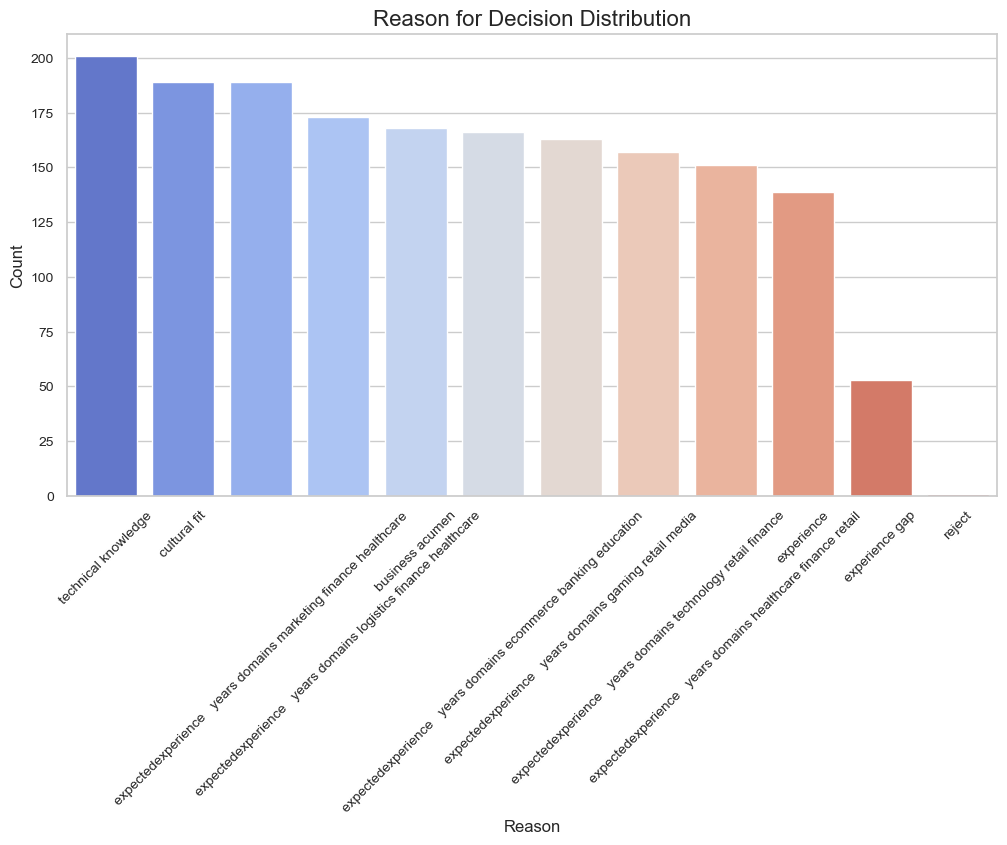 Reason for Decision Distribution
Count
200
175
150
125
100
75
50
25
0
technical knowledge
cultural fit
expectedexperience   years domains marketing finance healthcare
expectedexperience   years domains logistics finance healthcare
business acumen
expectedexperience   years domains ecommerce banking education
expectedexperience   years domains gaming retail media
expectedexperience   years domains technology retail finance
experience
expectedexperience   years domains healthcare finance retail
experience gap
reject
Reason